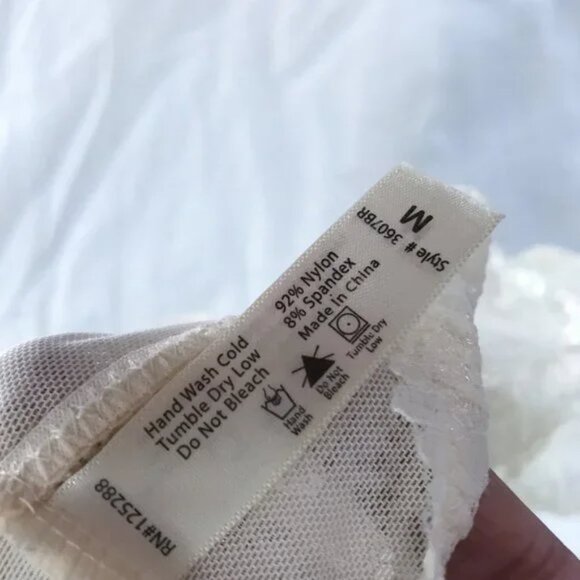 M
Style# 3607BR
92% Nylon
8% Spandex
Made in China
Hand Wash Cold
Tumble Dry Low
Do Not Bleach
Hand
Wash
Do Not
Bleach
Tumble Dry
Low
RN#125288